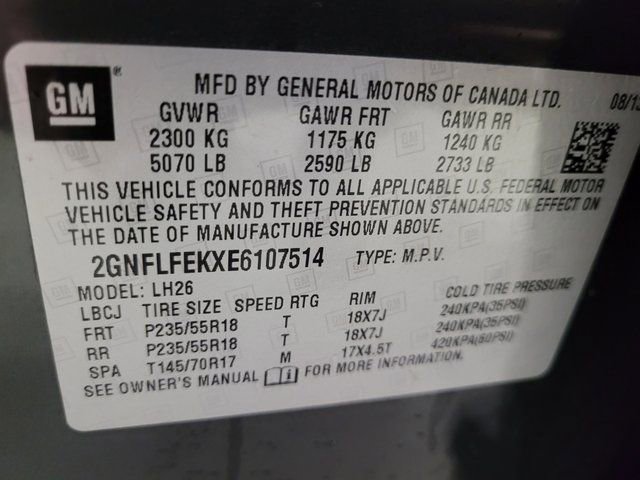 GM®
MFD BY GENERAL MOTORS OF CANADA LTD.
GVWR GAWR FRT GAWR RR
2300 KG 1175 KG 1240 KG
5070 LB 2590 LB 2733 LB
THIS VEHICLE CONFORMS TO ALL APPLICABLE U.S. FEDERAL MOTOR
VEHICLE SAFETY AND THEFT PREVENTION STANDARDS IN EFFECT ON
THE DATE OF MANUFACTURE SHOWN ABOVE.
2GNFLFEKXE6107514 TYPE: M.P.V.
MODEL: LH26
LBCJ TIRE SIZE SPEED RTG RIM COLD TIRE PRESSURE
FRT P235/55R18 T 18X7J 240KPA(35PSI)
RR P235/55R18 T 18X7J 240KPA(35PSI)
SPA T145/70R17 M 17X4.5T 420KPA(60PSI)
SEE OWNER'S MANUAL FOR MORE INFORMATION.